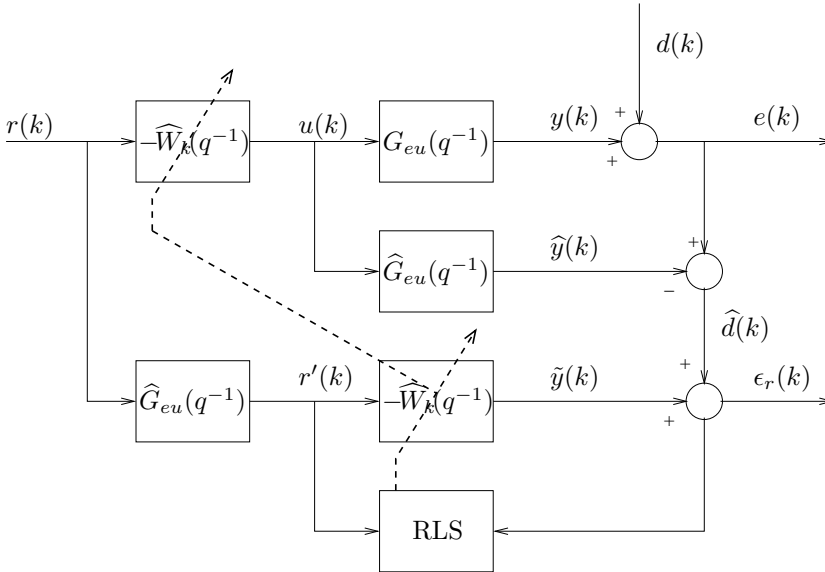 d(k)
r(k)
−Ŵ_k(q⁻¹)
u(k)
G_eu(q⁻¹)
y(k)
+
+
e(k)
Ĝ_eu(q⁻¹)
ŷ(k)
+
−
d̂(k)
Ĝ_eu(q⁻¹)
r′(k)
−Ŵ_k(q⁻¹)
ỹ(k)
+
+
ϵ_r(k)
RLS